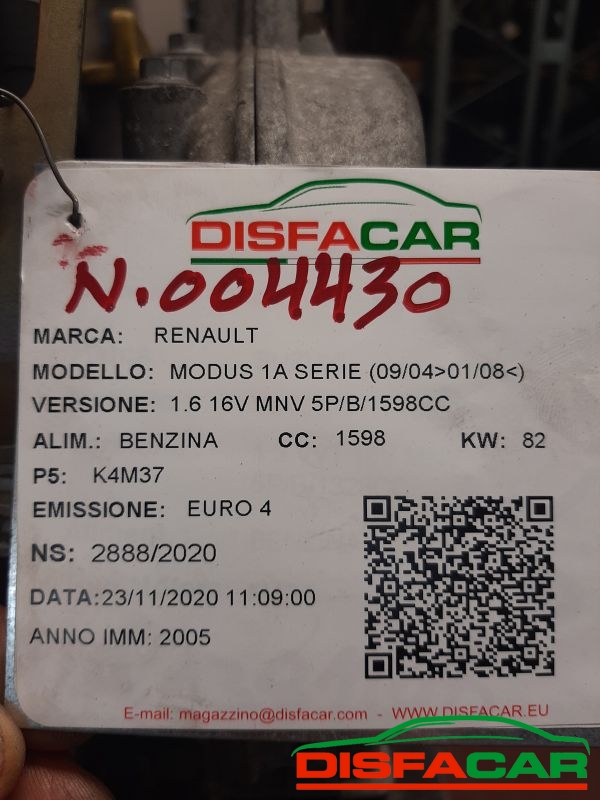 DISFACAR
N.004430
MARCA: RENAULT
MODELLO: MODUS 1A SERIE (09/04>01/08<)
VERSIONE: 1.6 16V MNV 5P/B/1598CC
ALIM.: BENZINA CC: 1598 KW: 82
P5: K4M37
EMISSIONE: EURO 4
NS: 2888/2020
DATA:23/11/2020 11:09:00
ANNO IMM: 2005
E-mail: magazzino@disfacar.com - WWW.DISFACAR.EU
DISFACAR